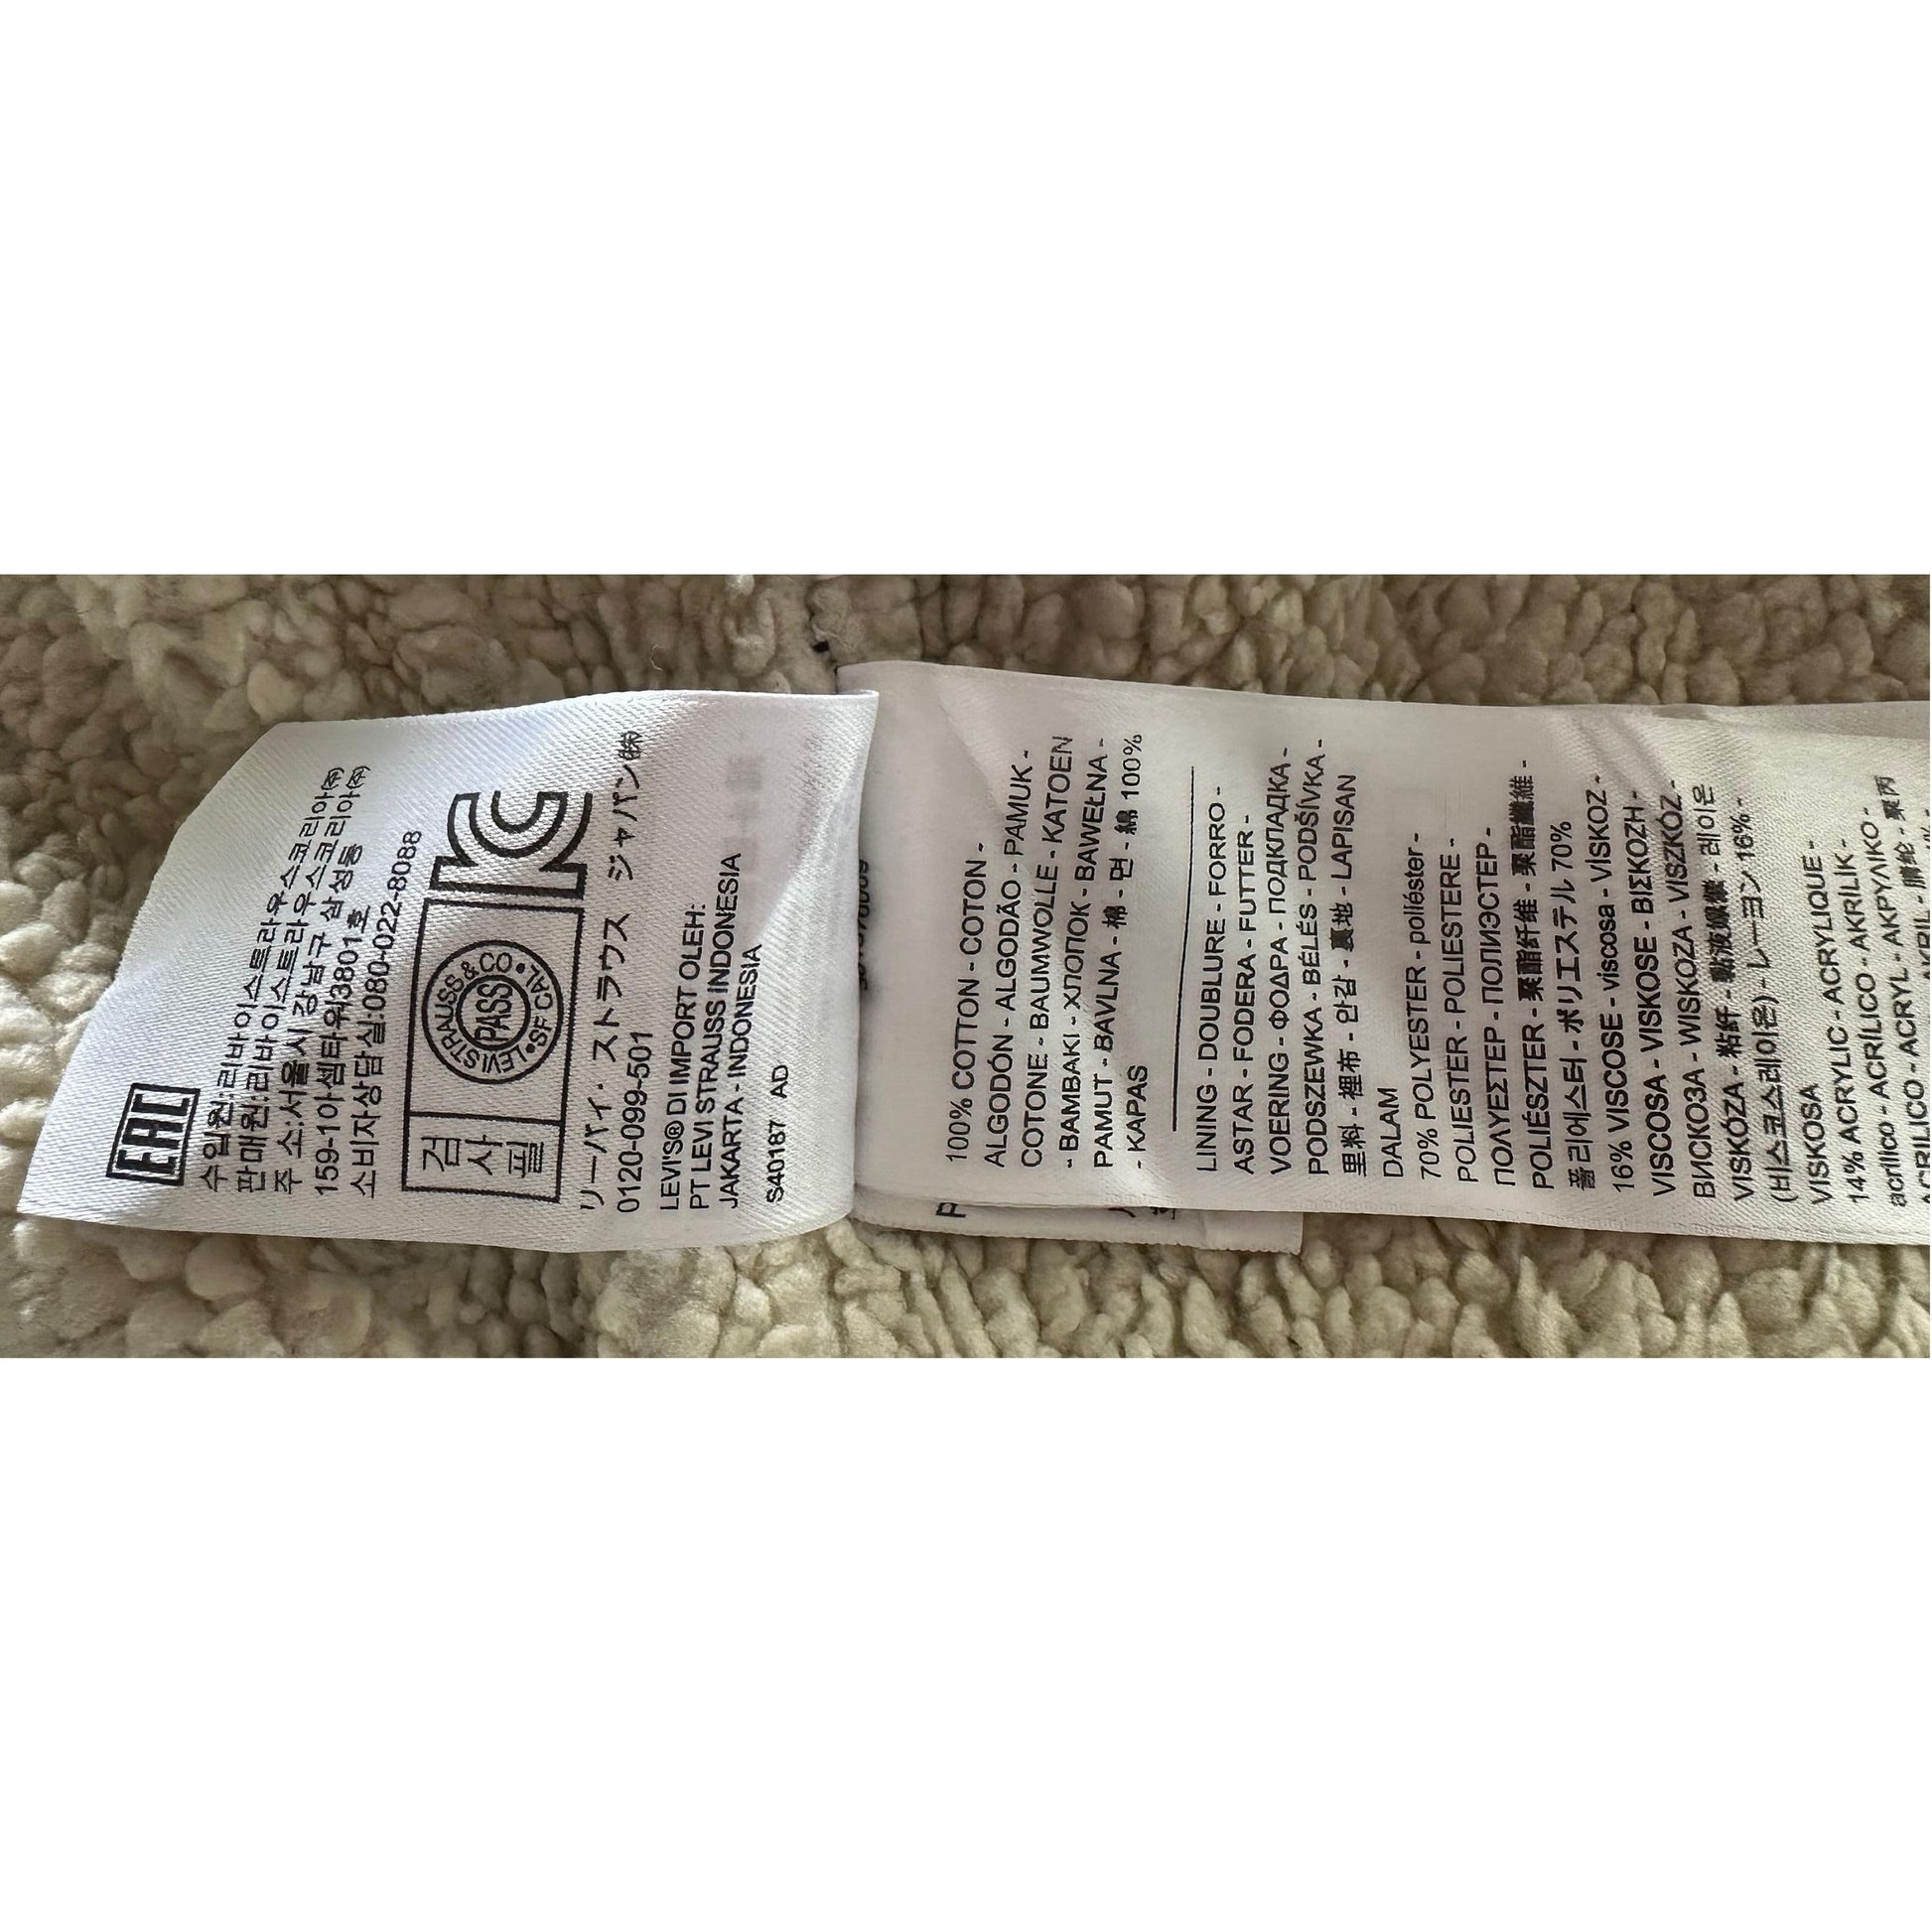 EAC
수입원:리바이스트라우스코리아㈜
판매원:리바이스트라우스코리아㈜
주 소:서울시 강남구 삼성동
159-1아셈타워3801호
소비자상담실:080-022-8088
검사필
LEVI STRAUSS & CO
PASS
SF CAL
リーバイ・ストラウス ジャパン㈱
0120-099-501
LEVI'S® DI IMPORT OLEH:
PT LEVI STRAUSS INDONESIA
JAKARTA - INDONESIA
S40187 AD
100% COTTON - COTON -
ALGODÓN - ALGODÃO - PAMUK -
COTONE - BAUMWOLLE - KATOEN
- ΒΑΜΒΑΚΙ - ХЛОПОК - BAWEŁNA -
PAMUT - BAVLNA - 棉 - 면 - 綿 100%
- KAPAS
LINING - DOUBLURE - FORRO -
ASTAR - FODERA - FUTTER -
VOERING - ΦΟΔΡΑ - ПОДКЛАДКА -
PODSZEWKA - BÉLÉS - PODŠÍVKA -
里料 - 裡布 - 안감 - 裏地 - LAPISAN
DALAM
70% POLYESTER - poliéster -
POLIESTER - POLIESTERE -
ΠΟΛΥΕΣΤΕΡ - ПОЛИЭСТЕР -
POLIÉSZTER - 聚酯纤维 - 聚酯纖維 -
폴리에스터 - ポリエステル 70%
16% VISCOSE - viscosa - VİSKOZ -
VISCOSA - VISKOSE - ΒΙΣΚΟΖΗ -
ВИСКОЗА - WISKOZA - VISZKÓZ -
VISKÓZA - 粘纤 - 黏液嫘縈 - 레이온
(비스코스레이온) - レーヨン 16% -
VISKOSA
14% ACRYLIC - ACRYLIQUE -
acrílico - ACRÍLICO - AKRİLİK -
ACRILICO - ACRYL - ΑΚΡΥΛΙΚΟ -